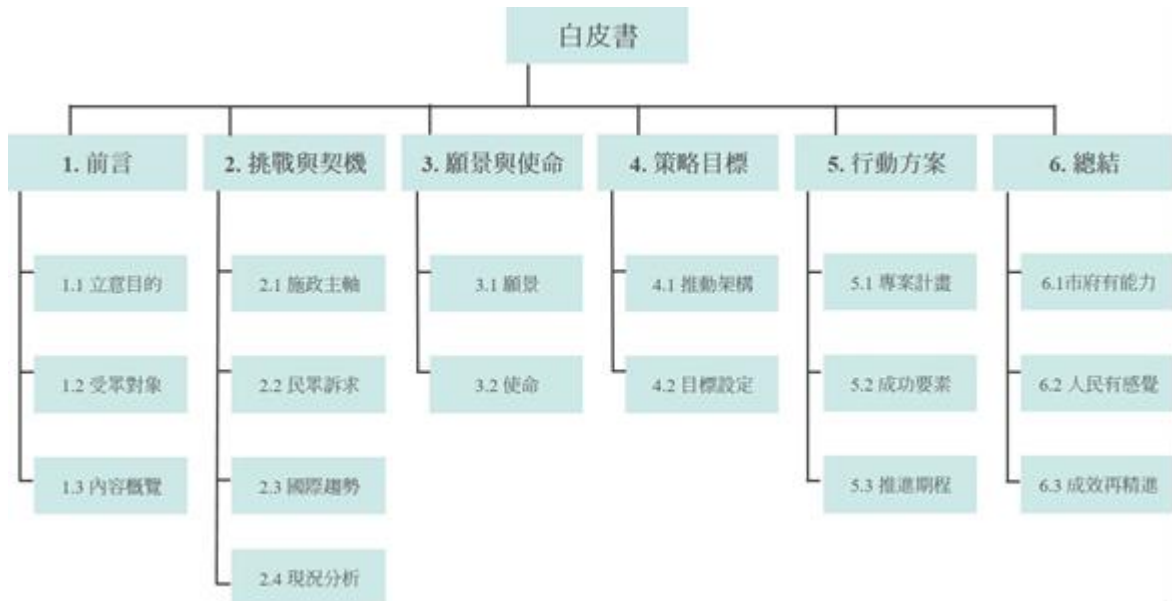 白皮書
1. 前言
2. 挑戰與契機
3. 願景與使命
4. 策略目標
5. 行動方案
6. 總結
1.1 立意目的
2.1 施政主軸
3.1 願景
4.1 推動架構
5.1 專案計畫
6.1市府有能力
1.2 受眾對象
2.2 民眾訴求
3.2 使命
4.2 目標設定
5.2 成功要素
6.2 人民有感覺
1.3 內容概覽
2.3 國際趨勢
5.3 推進期程
6.3 成效再精進
2.4 現況分析